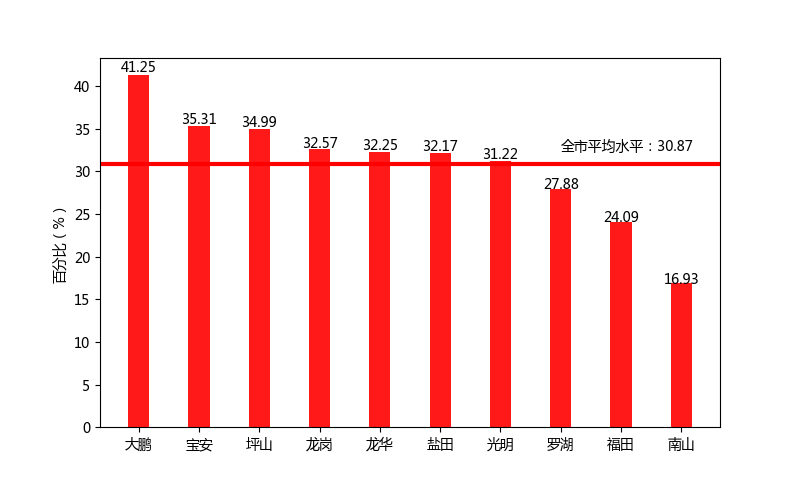 41.25
35.31
34.99
32.57
32.25
32.17
31.22
27.88
24.09
16.93
全市平均水平：30.87
百分比（%）
40
35
30
25
20
15
10
5
0
大鹏
宝安
坪山
龙岗
龙华
盐田
光明
罗湖
福田
南山